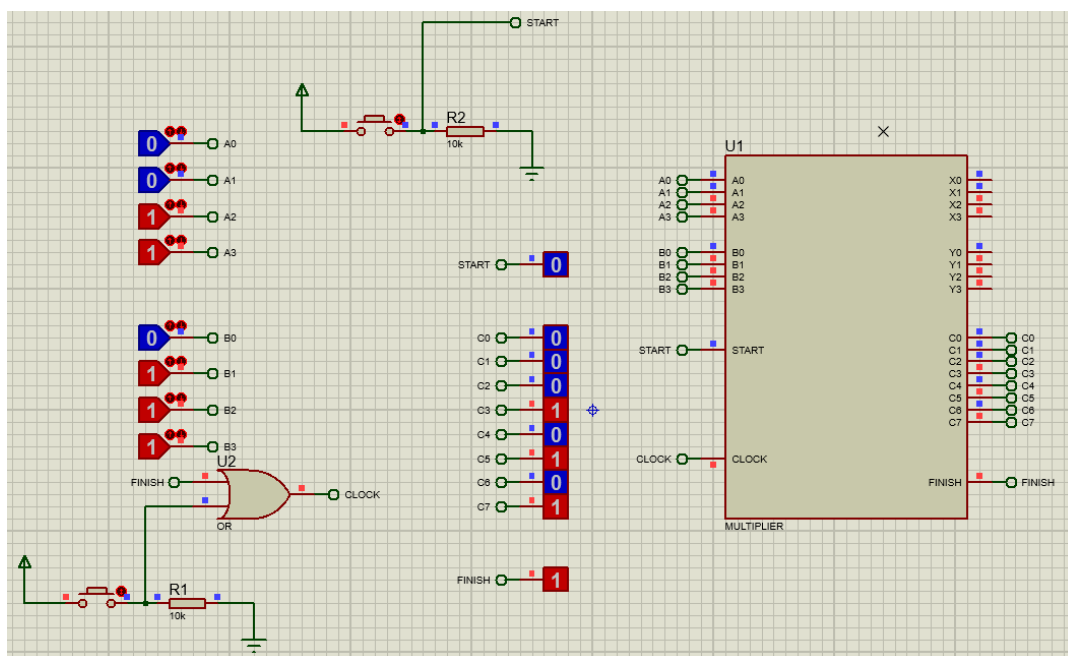 START
R2
10k
0 A0
0 A1
1 A2
1 A3
0 B0
1 B1
1 B2
1 B3
FINISH
U2
CLOCK
OR
R1
10k
START 0
C0 0
C1 0
C2 0
C3 1
C4 0
C5 1
C6 0
C7 1
FINISH 1
U1
A0 A0 X0
A1 A1 X1
A2 A2 X2
A3 A3 X3
B0 B0 Y0
B1 B1 Y1
B2 B2 Y2
B3 B3 Y3
C0 C0
START START C1 C1
C2 C2
C3 C3
C4 C4
C5 C5
C6 C6
C7 C7
CLOCK CLOCK
FINISH FINISH
MULTIPLIER